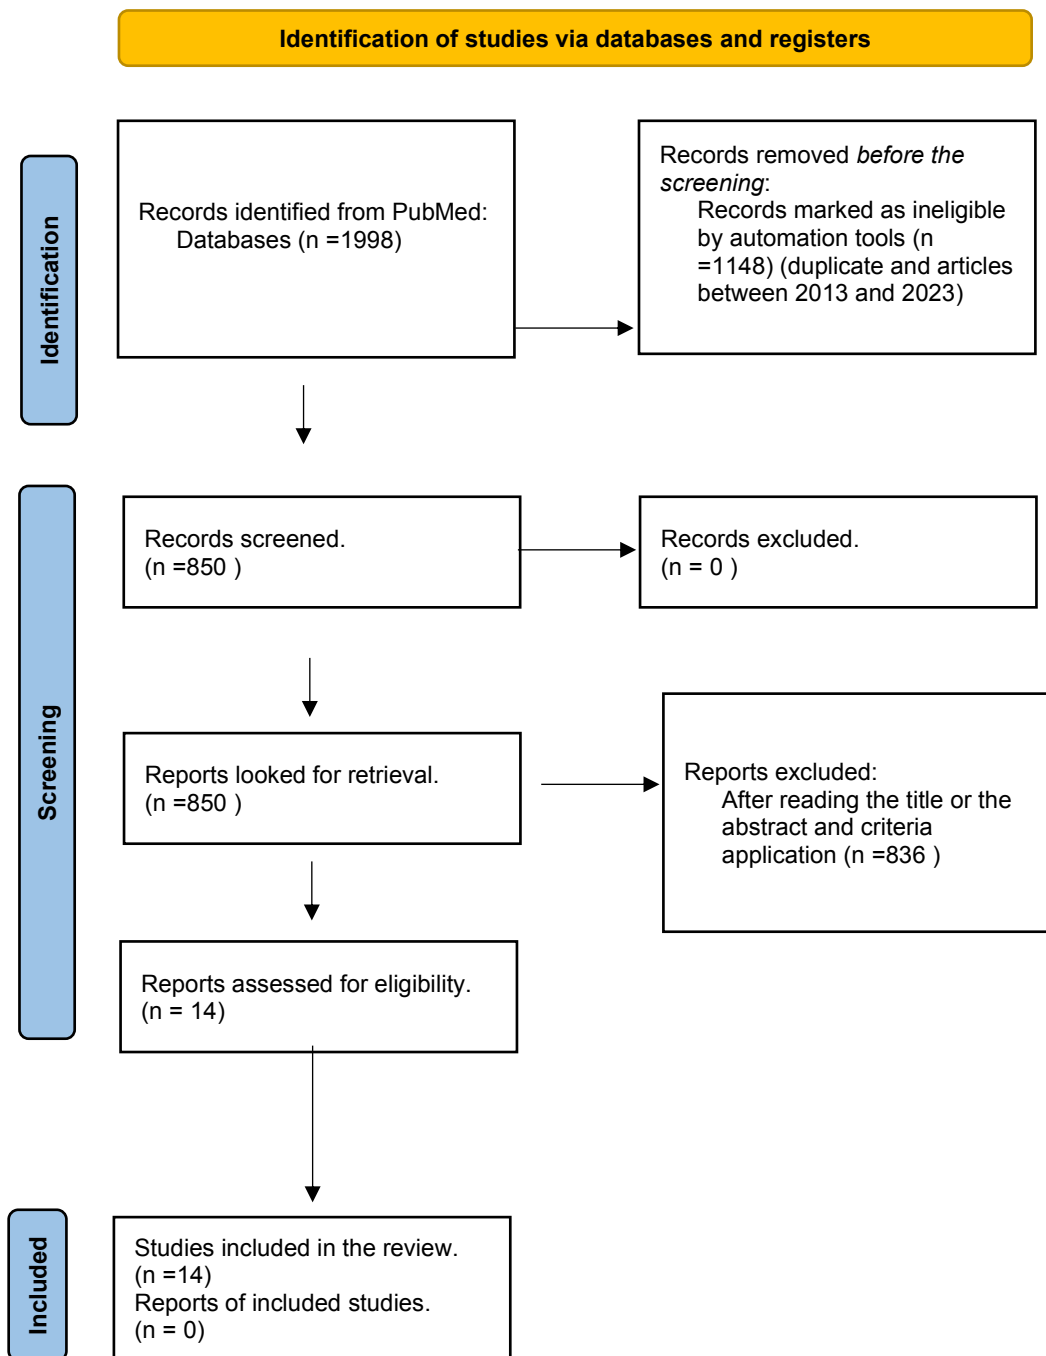 Identification of studies via databases and registers
Identification
Records identified from PubMed:
Databases (n =1998)
Records removed before the
screening:
Records marked as ineligible
by automation tools (n
=1148) (duplicate and articles
between 2013 and 2023)
Screening
Records screened.
(n =850 )
Records excluded.
(n = 0 )
Reports looked for retrieval.
(n =850 )
Reports excluded:
After reading the title or the
abstract and criteria
application (n =836 )
Reports assessed for eligibility.
(n = 14)
Included
Studies included in the review.
(n =14)
Reports of included studies.
(n = 0)